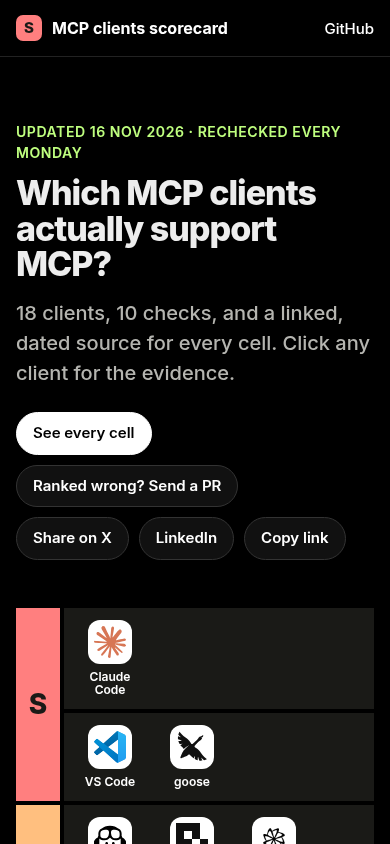 S MCP clients scorecard GitHub
UPDATED 16 NOV 2026 · RECHECKED EVERY
MONDAY
Which MCP clients
actually support
MCP?
18 clients, 10 checks, and a linked,
dated source for every cell. Click any
client for the evidence.
See every cell
Ranked wrong? Send a PR
Share on X LinkedIn Copy link
S
Claude
Code
VS Code goose